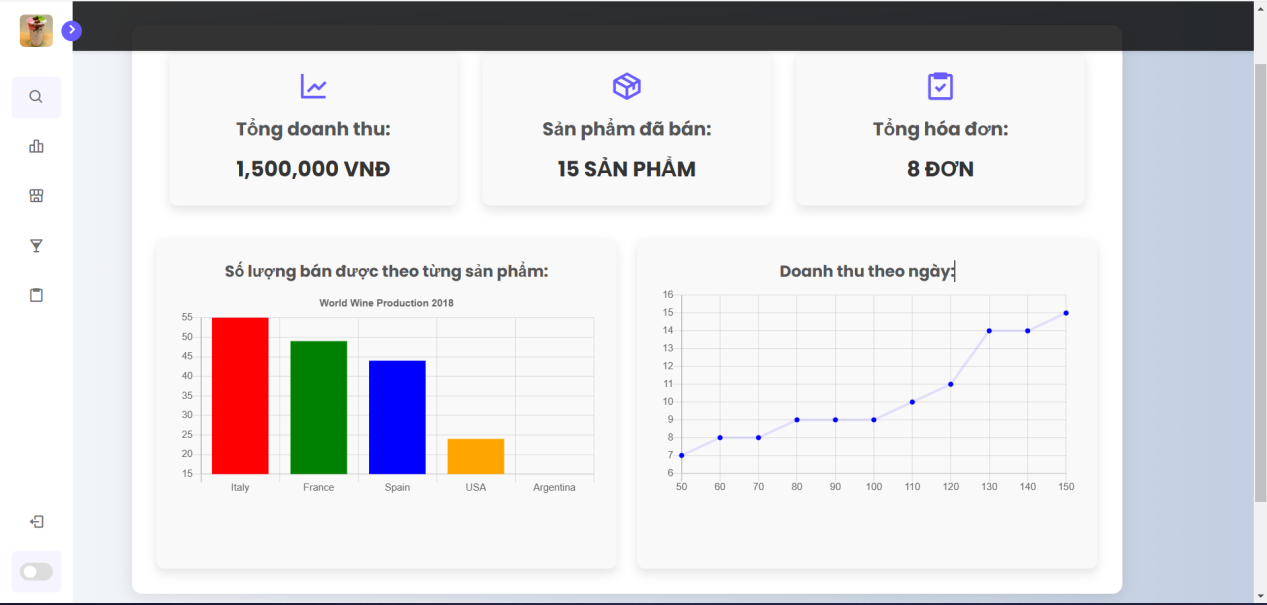 Tổng doanh thu:
1,500,000 VNĐ
Sản phẩm đã bán:
15 SẢN PHẨM
Tổng hóa đơn:
8 ĐƠN
Số lượng bán được theo từng sản phẩm:
World Wine Production 2018
55
50
45
40
35
30
25
20
15
Italy France Spain USA Argentina
Doanh thu theo ngày:
16
15
14
13
12
11
10
9
8
7
6
50 60 70 80 90 100 110 120 130 140 150